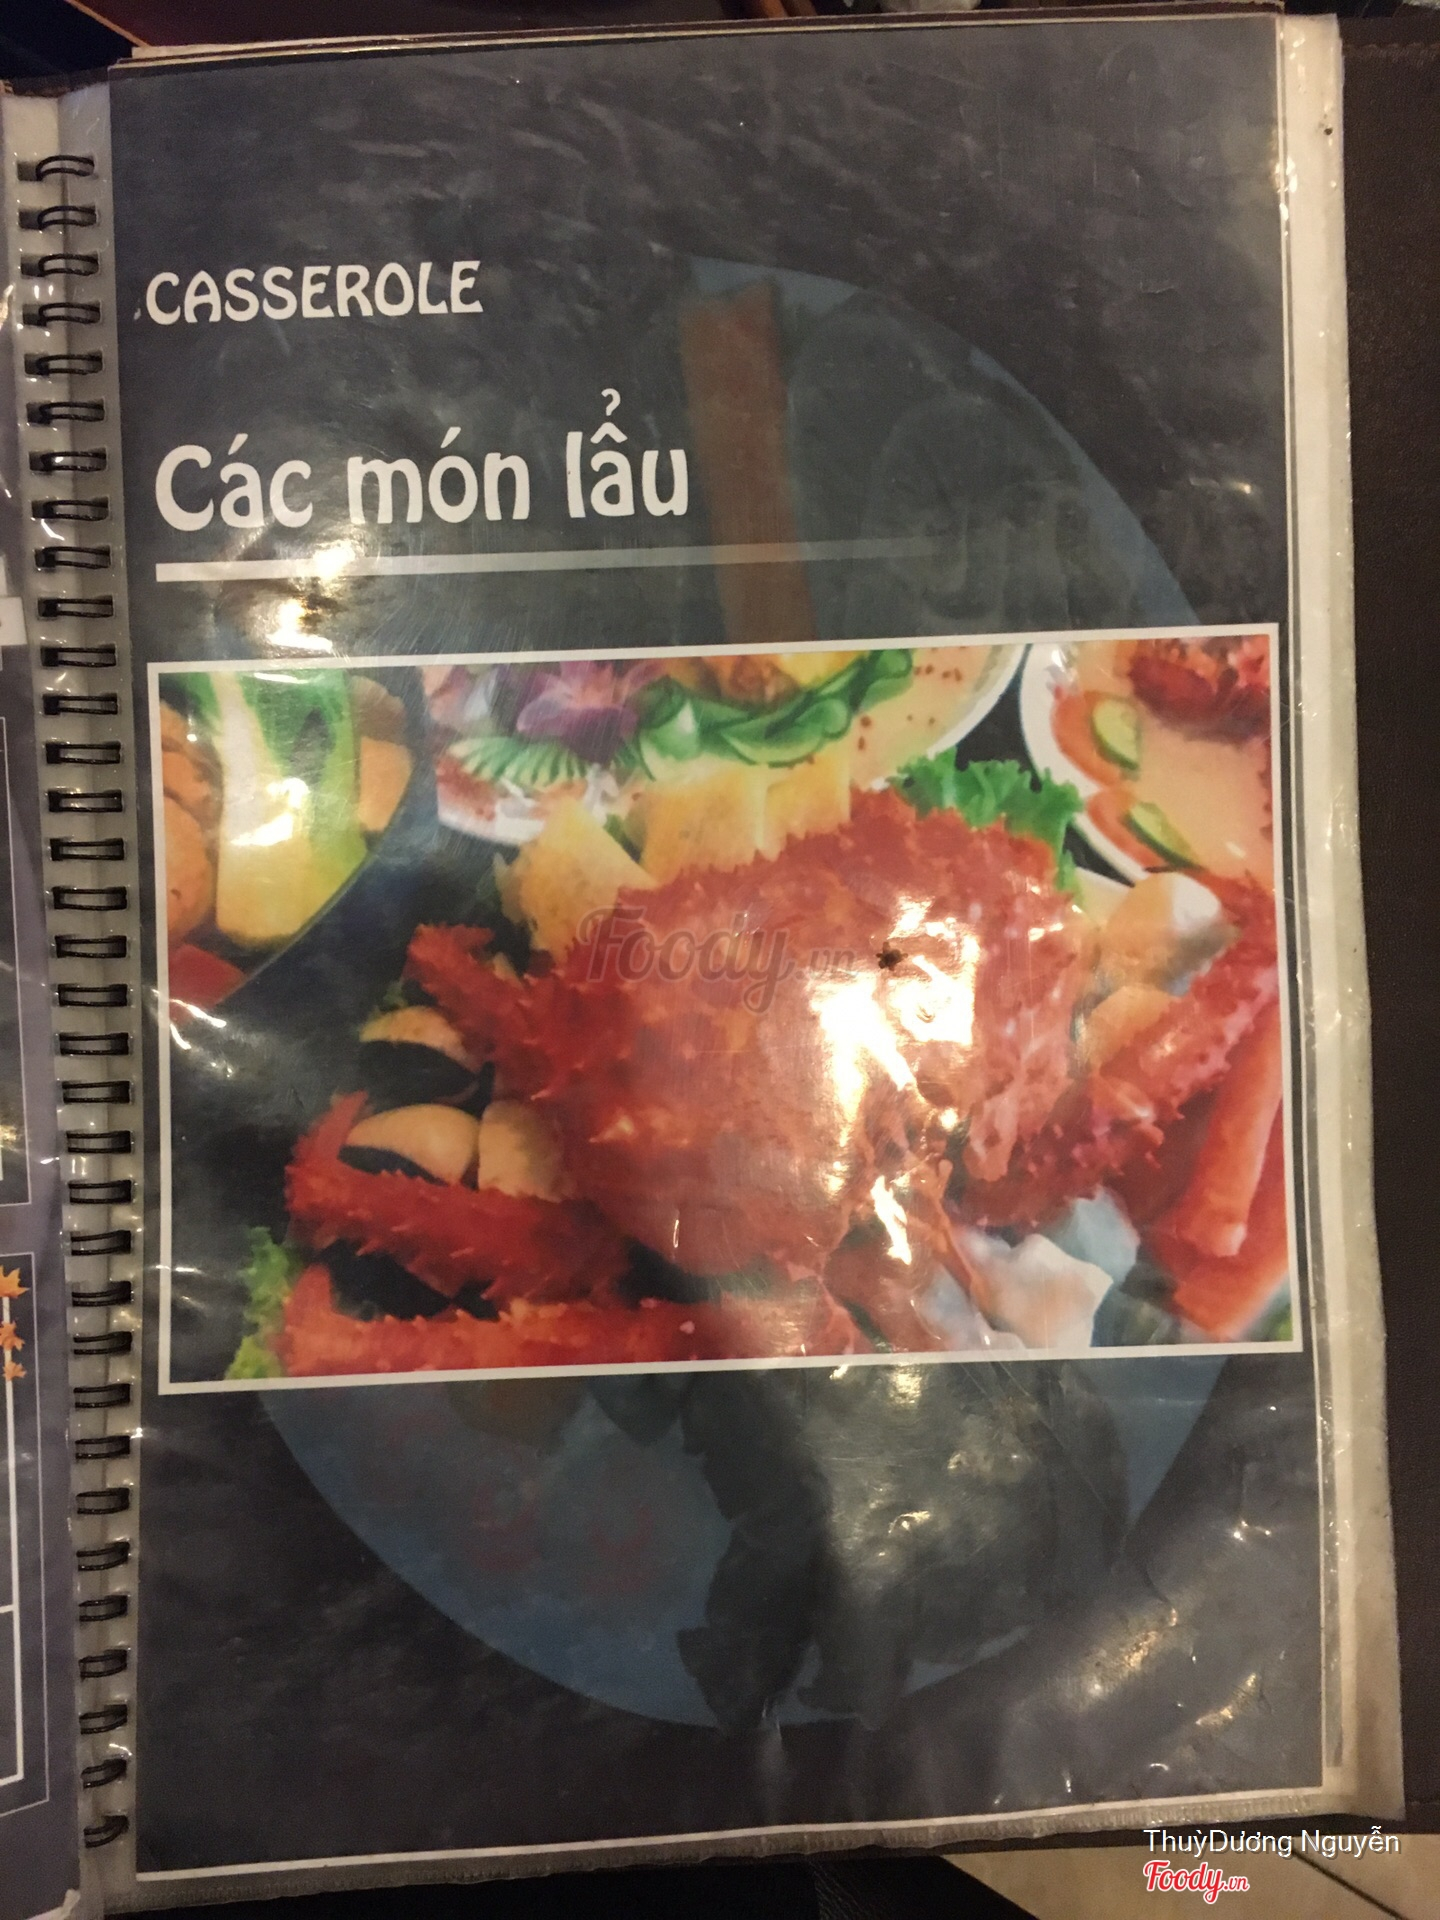 CASSEROLE
Các món lẩu
Foody.vn
ThuỳDương Nguyễn
Foody.vn